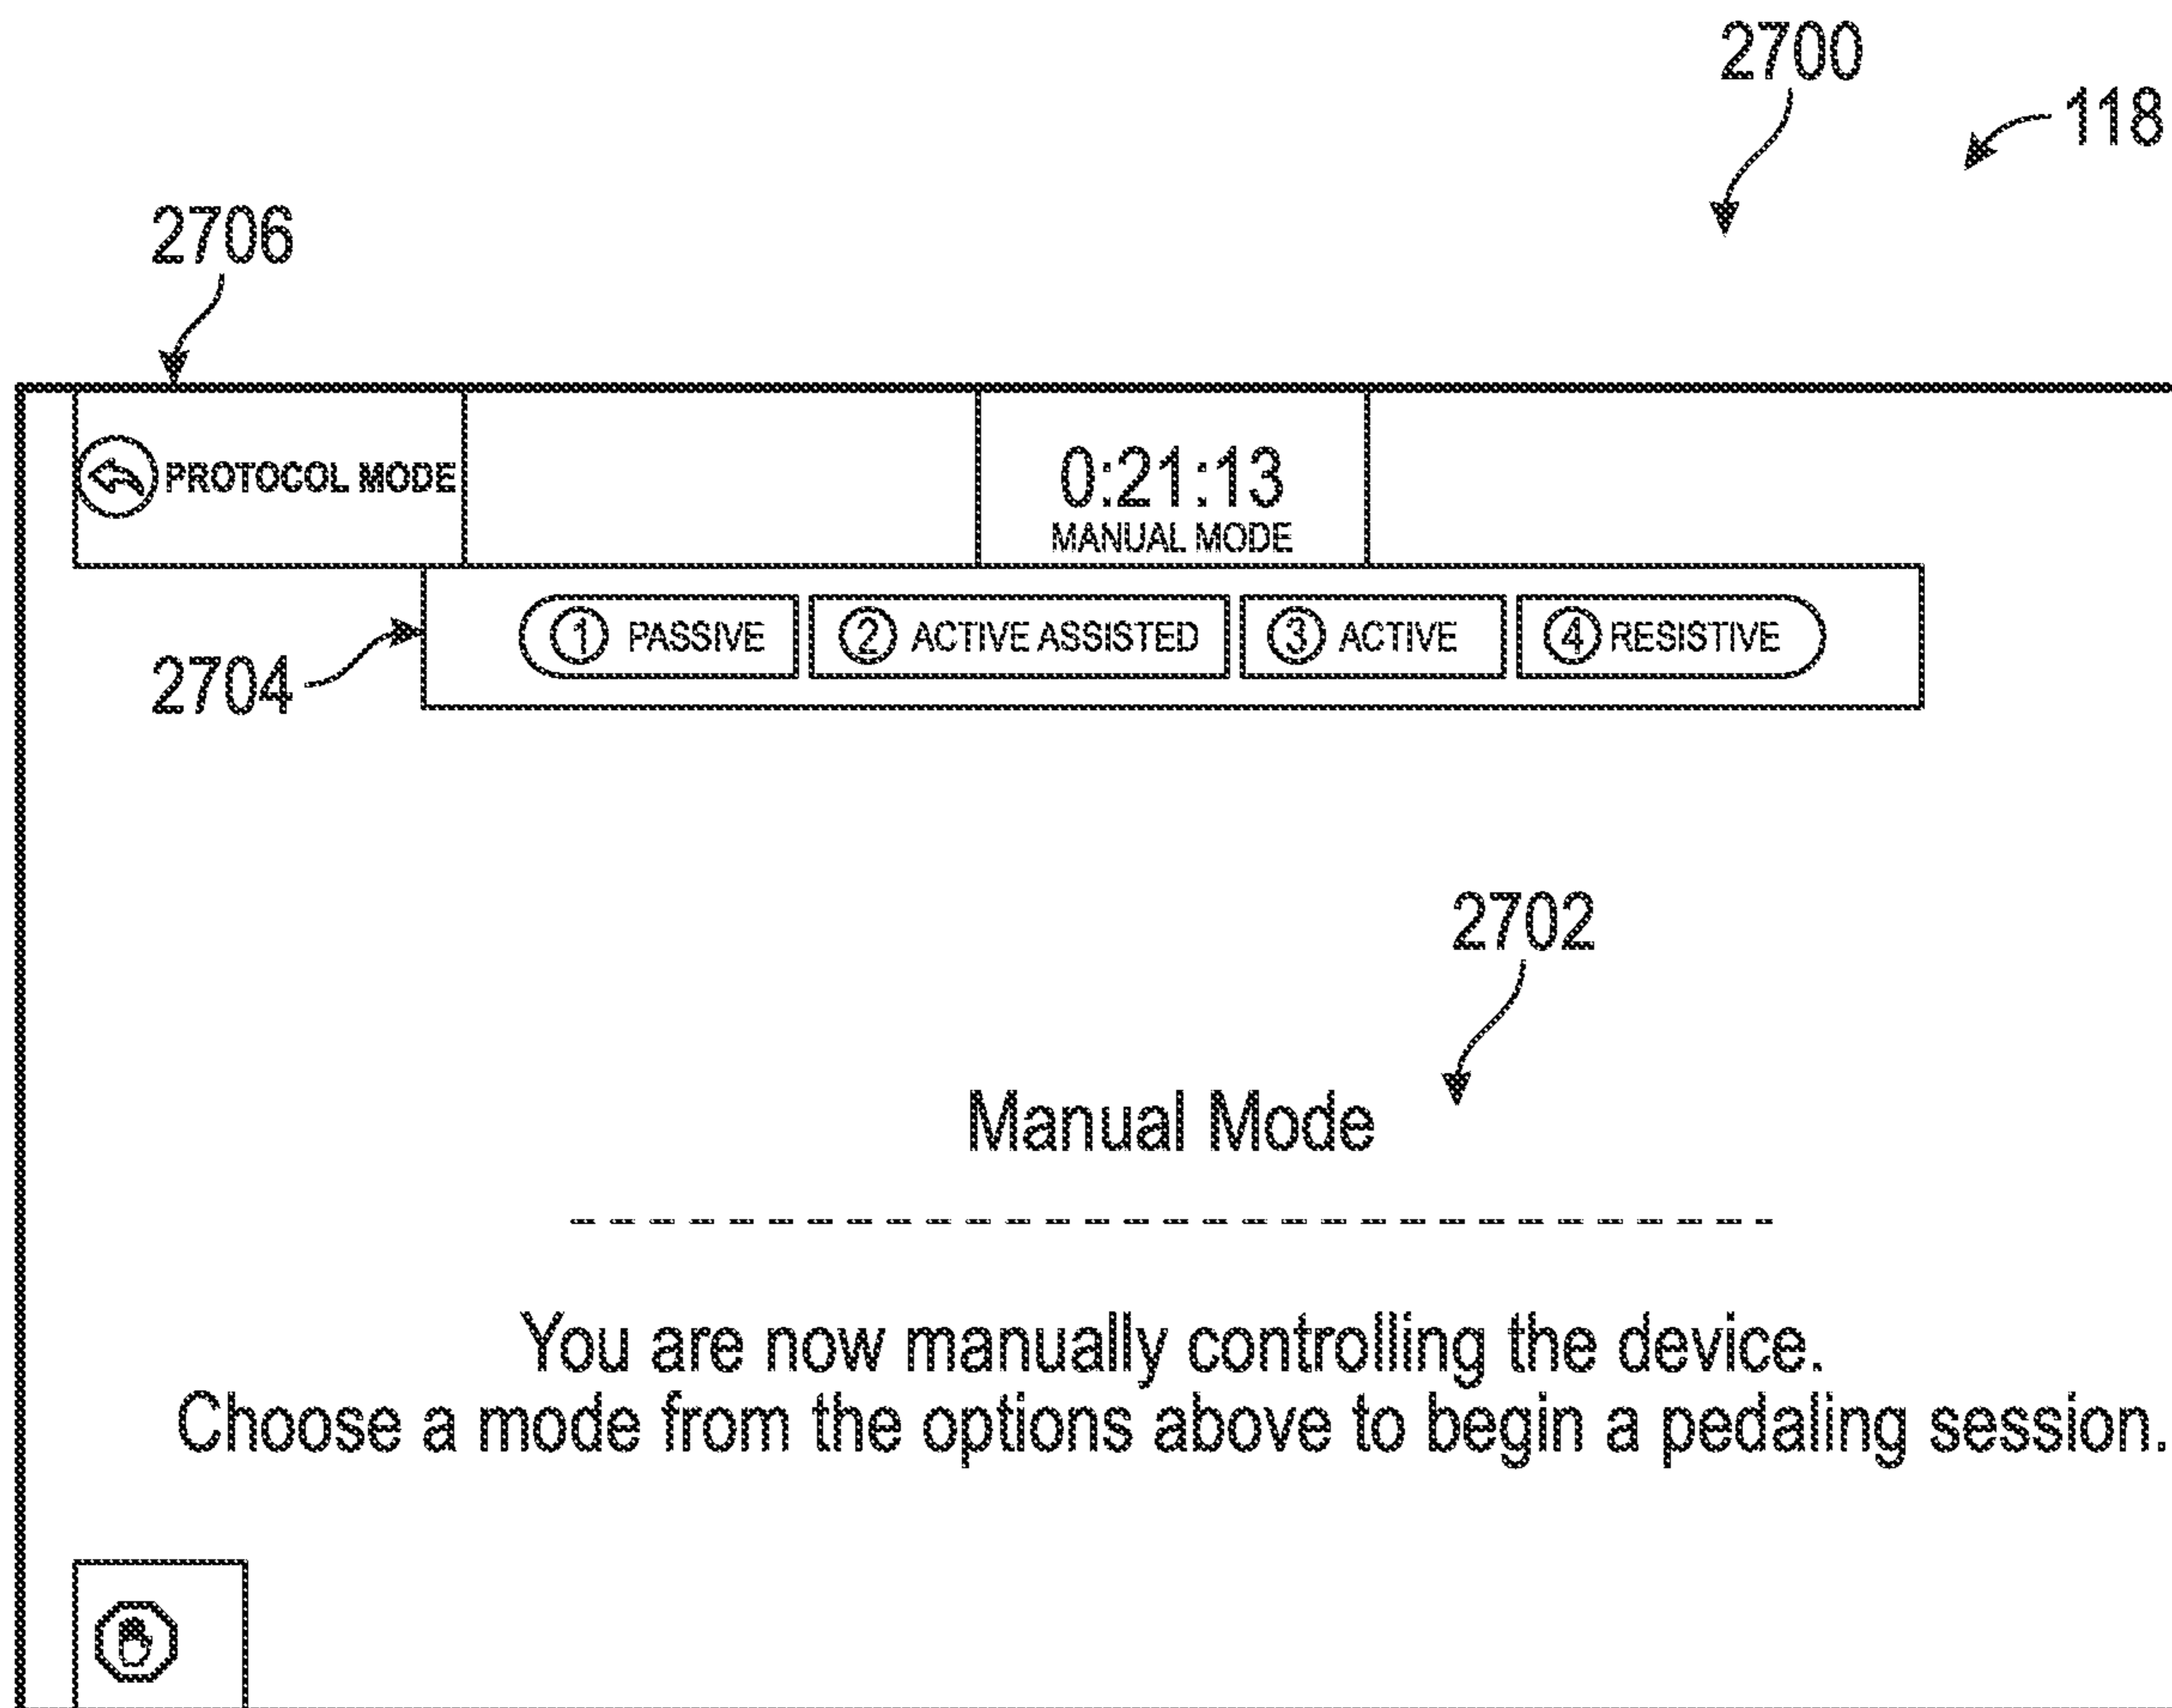 2700
118
2706
PROTOCOL MODE
0:21:13
MANUAL MODE
1 PASSIVE 2 ACTIVE ASSISTED 3 ACTIVE 4 RESISTIVE
2704
2702
Manual Mode
You are now manually controlling the device.
Choose a mode from the options above to begin a pedaling session.